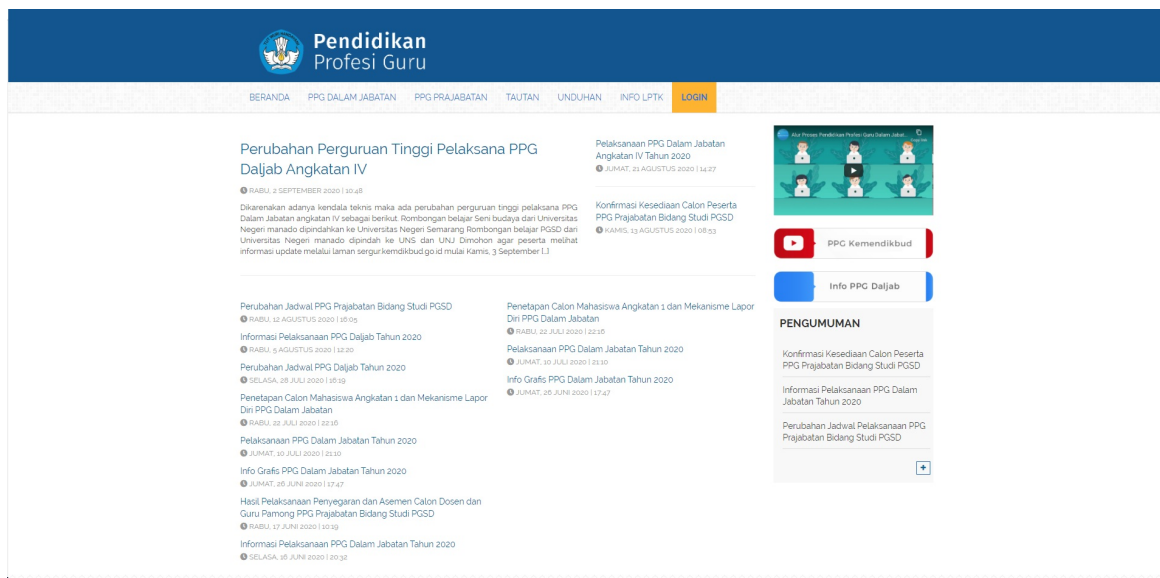 Pendidikan
Profesi Guru
BERANDA PPG DALAM JABATAN PPG PRAJABATAN TAUTAN UNDUHAN INFO LPTK LOGIN
Perubahan Perguruan Tinggi Pelaksana PPG
Daljab Angkatan IV
RABU, 2 SEPTEMBER 2020 | 10.48
Dikarenakan adanya kendala teknis maka ada perubahan perguruan tinggi pelaksana PPG
Dalam Jabatan angkatan IV sebagai berikut. Rombongan belajar Seni budaya dari Universitas
Negeri manado dipindahkan ke Universitas Negeri Semarang Rombongan belajar PGSD dari
Universitas Negeri manado dipindah ke UNS dan UNJ Dimohon agar peserta melihat
informasi update melalui laman sergur.kemdikbud.go.id mulai Kamis, 3 September [...]
Pelaksanaan PPG Dalam Jabatan
Angkatan IV Tahun 2020
JUMAT, 21 AGUSTUS 2020 | 14:27
Konfirmasi Kesediaan Calon Peserta
PPG Prajabatan Bidang Studi PGSD
KAMIS, 13 AGUSTUS 2020 | 08:53
Perubahan Jadwal PPG Prajabatan Bidang Studi PGSD
RABU, 12 AGUSTUS 2020 | 16:05
Informasi Pelaksanaan PPG Daljab Tahun 2020
RABU, 5 AGUSTUS 2020 | 12:20
Perubahan Jadwal PPG Daljab Tahun 2020
SELASA, 28 JULI 2020 | 16:19
Penetapan Calon Mahasiswa Angkatan 1 dan Mekanisme Lapor
Diri PPG Dalam Jabatan
RABU, 22 JULI 2020 | 22:16
Pelaksanaan PPG Dalam Jabatan Tahun 2020
JUMAT, 10 JULI 2020 | 21:10
Info Grafis PPG Dalam Jabatan Tahun 2020
JUMAT, 26 JUNI 2020 | 17:47
Hasil Pelaksanaan Penyegaran dan Asemen Calon Dosen dan
Guru Pamong PPG Prajabatan Bidang Studi PGSD
RABU, 17 JUNI 2020 | 10:19
Informasi Pelaksanaan PPG Dalam Jabatan Tahun 2020
SELASA, 16 JUNI 2020 | 20:32
Penetapan Calon Mahasiswa Angkatan 1 dan Mekanisme Lapor
Diri PPG Dalam Jabatan
RABU, 22 JULI 2020 | 22:16
Pelaksanaan PPG Dalam Jabatan Tahun 2020
JUMAT, 10 JULI 2020 | 21:10
Info Grafis PPG Dalam Jabatan Tahun 2020
JUMAT, 26 JUNI 2020 | 17:47
Alur Proses Pendidikan Profesi Guru Dalam Jabat...
PPG Kemendikbud
Info PPG Daljab
PENGUMUMAN
Konfirmasi Kesediaan Calon Peserta
PPG Prajabatan Bidang Studi PGSD
Informasi Pelaksanaan PPG Dalam
Jabatan Tahun 2020
Perubahan Jadwal Pelaksanaan PPG
Prajabatan Bidang Studi PGSD
+